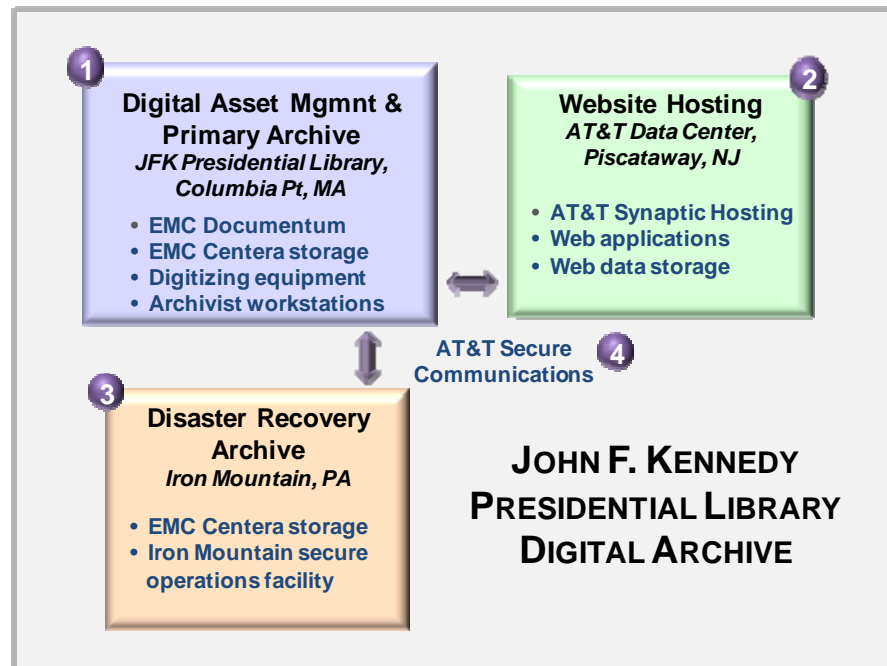 1
Digital Asset Mgmnt &
Primary Archive
JFK Presidential Library,
Columbia Pt, MA
• EMC Documentum
• EMC Centera storage
• Digitizing equipment
• Archivist workstations
2
Website Hosting
AT&T Data Center,
Piscataway, NJ
• AT&T Synaptic Hosting
• Web applications
• Web data storage
AT&T Secure
Communications
4
3
Disaster Recovery
Archive
Iron Mountain, PA
• EMC Centera storage
• Iron Mountain secure
operations facility
JOHN F. KENNEDY
PRESIDENTIAL LIBRARY
DIGITAL ARCHIVE